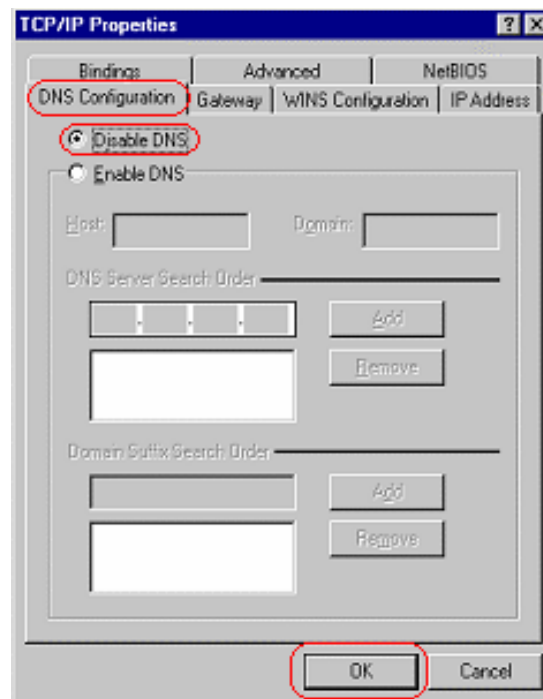 TCP/IP Properties
Bindings Advanced NetBIOS
DNS Configuration Gateway WINS Configuration IP Address
Disable DNS
Enable DNS
Host: Domain:
DNS Server Search Order
. . .
Add
Remove
Domain Suffix Search Order
Add
Remove
OK Cancel